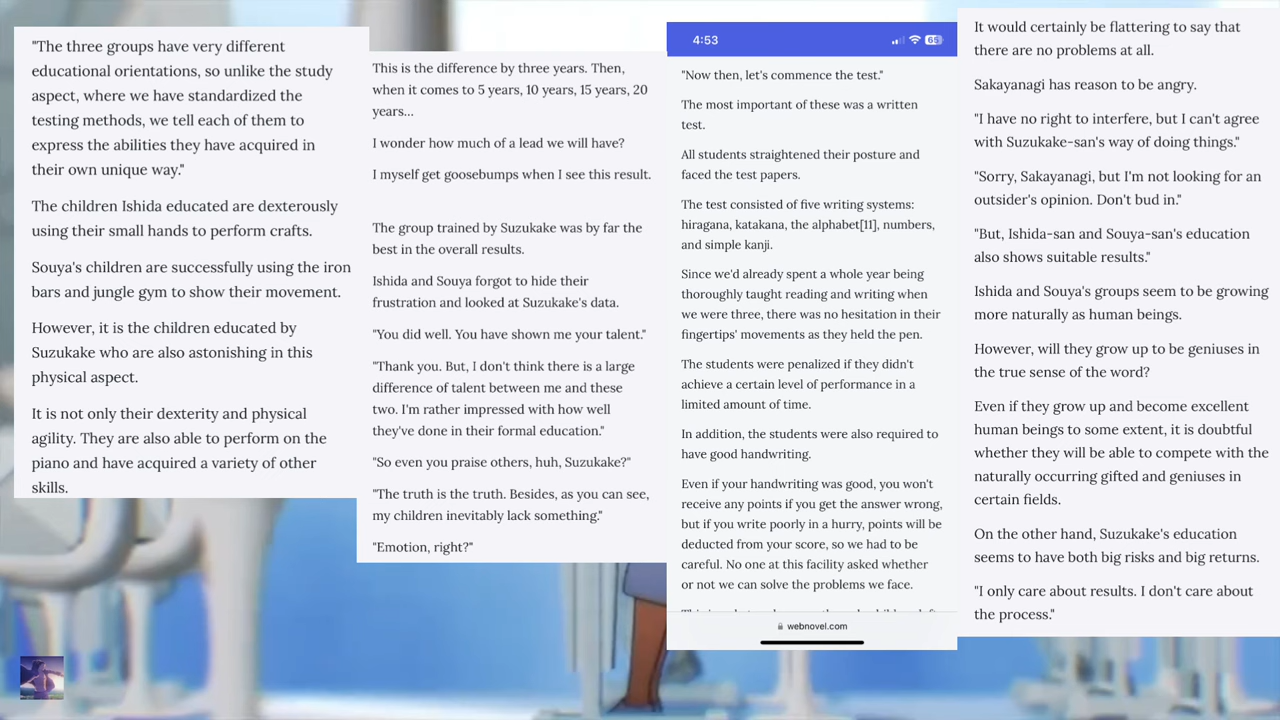 "The three groups have very different
educational orientations, so unlike the study
aspect, where we have standardized the
testing methods, we tell each of them to
express the abilities they have acquired in
their own unique way."
The children Ishida educated are dexterously
using their small hands to perform crafts.
Souya's children are successfully using the iron
bars and jungle gym to show their movement.
However, it is the children educated by
Suzukake who are also astonishing in this
physical aspect.
It is not only their dexterity and physical
agility. They are also able to perform on the
piano and have acquired a variety of other
skills.
This is the difference by three years. Then,
when it comes to 5 years, 10 years, 15 years, 20
years...
I wonder how much of a lead we will have?
I myself get goosebumps when I see this result.
The group trained by Suzukake was by far the
best in the overall results.
Ishida and Souya forgot to hide their
frustration and looked at Suzukake's data.
"You did well. You have shown me your talent."
"Thank you. But, I don't think there is a large
difference of talent between me and these
two. I'm rather impressed with how well
they've done in their formal education."
"So even you praise others, huh, Suzukake?"
"The truth is the truth. Besides, as you can see,
my children inevitably lack something."
"Emotion, right?"
4:53
65
"Now then, let's commence the test."
The most important of these was a written
test.
All students straightened their posture and
faced the test papers.
The test consisted of five writing systems:
hiragana, katakana, the alphabet[11], numbers,
and simple kanji.
Since we'd already spent a whole year being
thoroughly taught reading and writing when
we were three, there was no hesitation in their
fingertips' movements as they held the pen.
The students were penalized if they didn't
achieve a certain level of performance in a
limited amount of time.
In addition, the students were also required to
have good handwriting.
Even if your handwriting was good, you won't
receive any points if you get the answer wrong,
but if you write poorly in a hurry, points will be
deducted from your score, so we had to be
careful. No one at this facility asked whether
or not we can solve the problems we face.
webnovel.com
It would certainly be flattering to say that
there are no problems at all.
Sakayanagi has reason to be angry.
"I have no right to interfere, but I can't agree
with Suzukake-san's way of doing things."
"Sorry, Sakayanagi, but I'm not looking for an
outsider's opinion. Don't bud in."
"But, Ishida-san and Souya-san's education
also shows suitable results."
Ishida and Souya's groups seem to be growing
more naturally as human beings.
However, will they grow up to be geniuses in
the true sense of the word?
Even if they grow up and become excellent
human beings to some extent, it is doubtful
whether they will be able to compete with the
naturally occurring gifted and geniuses in
certain fields.
On the other hand, Suzukake's education
seems to have both big risks and big returns.
"I only care about results. I don't care about
the process."